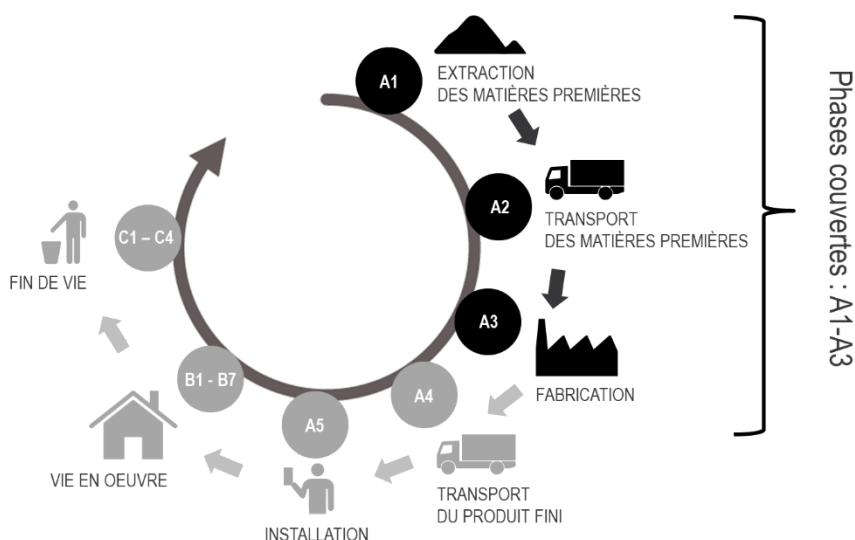 A1
EXTRACTION
DES MATIÈRES PREMIÈRES
A2
TRANSPORT
DES MATIÈRES PREMIÈRES
A3
FABRICATION
A4
TRANSPORT
DU PRODUIT FINI
A5
INSTALLATION
B1 - B7
VIE EN OEUVRE
C1 – C4
FIN DE VIE
Phases couvertes : A1-A3